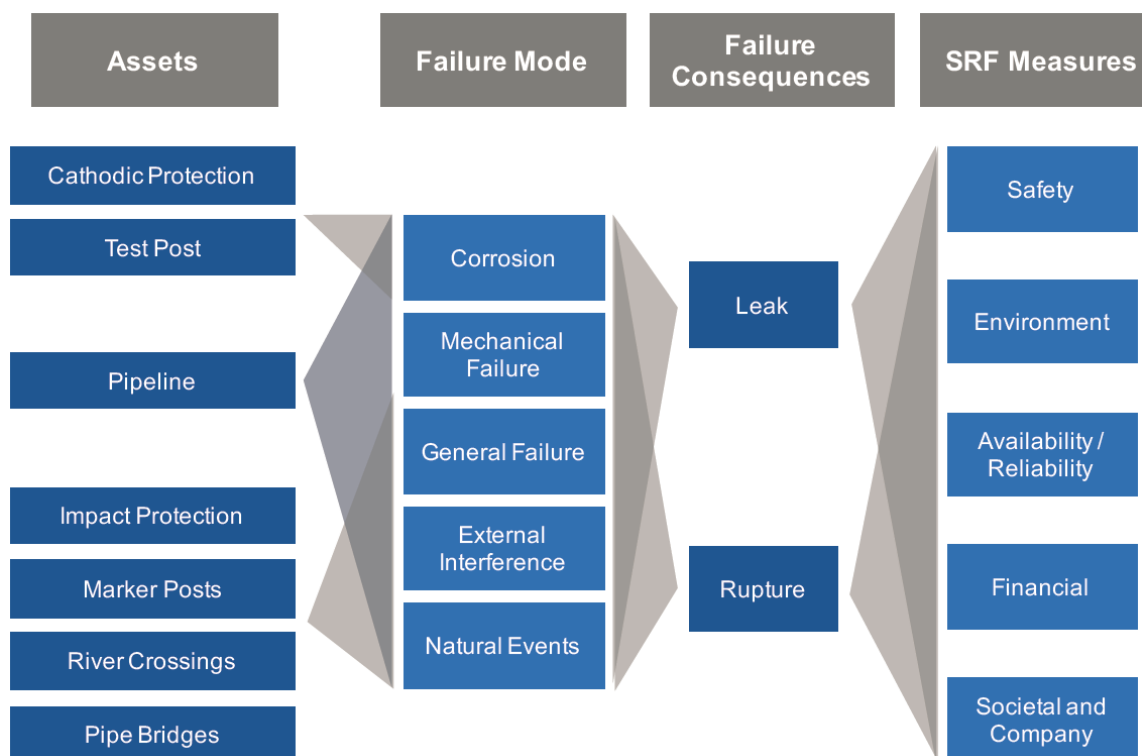 Assets
Failure Mode
Failure
Consequences
SRF Measures
Cathodic Protection
Test Post
Pipeline
Impact Protection
Marker Posts
River Crossings
Pipe Bridges
Corrosion
Mechanical
Failure
General Failure
External
Interference
Natural Events
Leak
Rupture
Safety
Environment
Availability /
Reliability
Financial
Societal and
Company